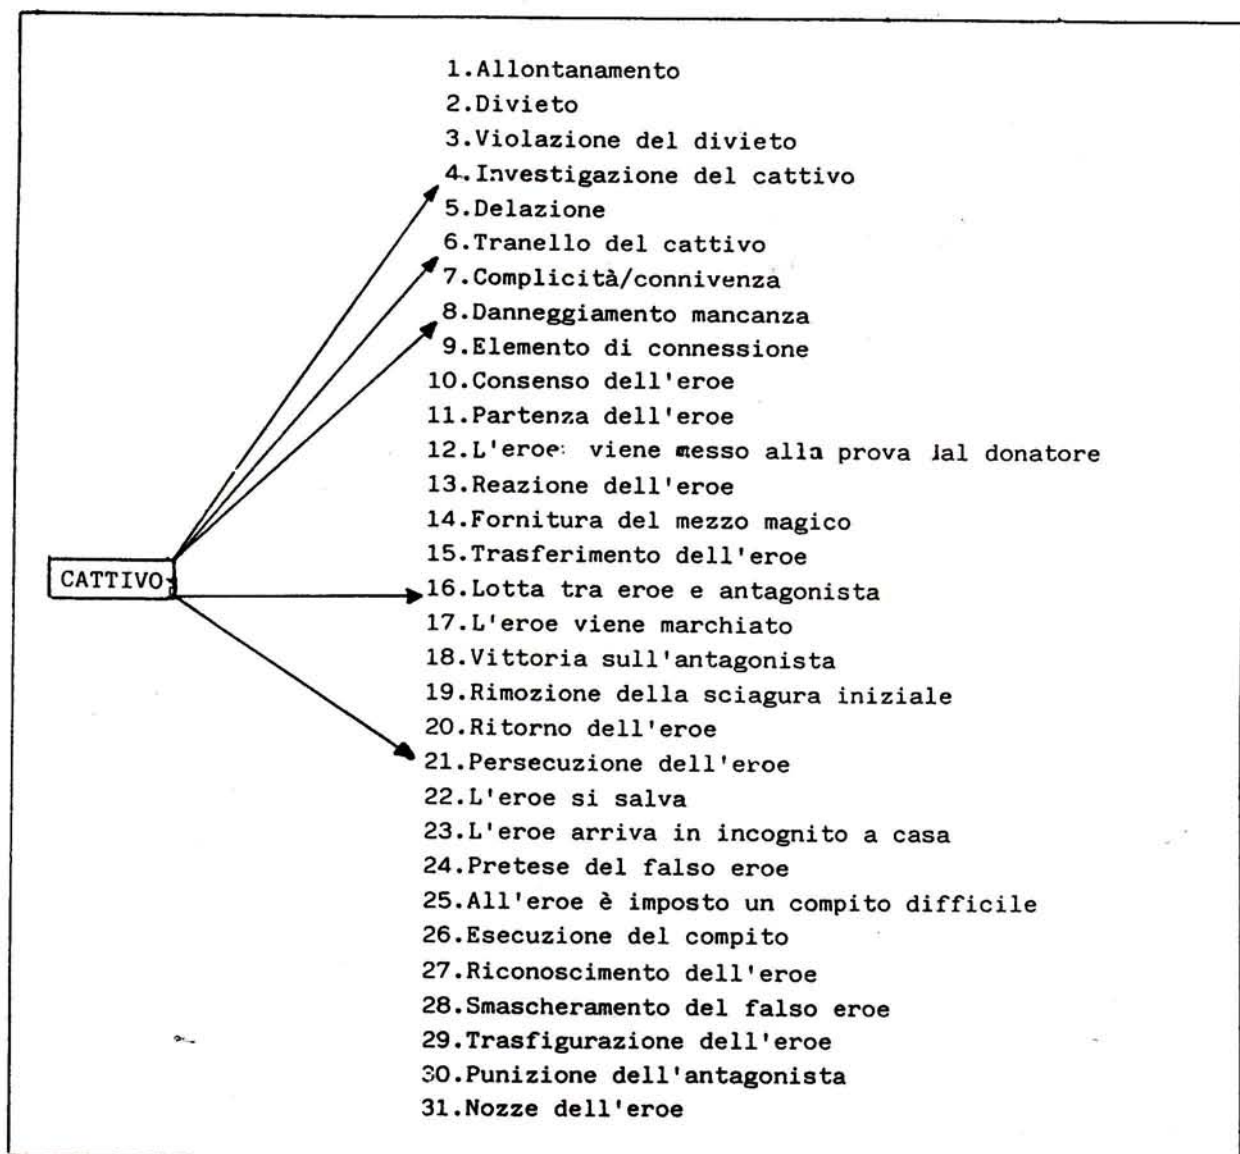 1.Allontanamento
2.Divieto
3.Violazione del divieto
4.Investigazione del cattivo
5.Delazione
6.Tranello del cattivo
7.Complicità/connivenza
8.Danneggiamento mancanza
9.Elemento di connessione
10.Consenso dell'eroe
11.Partenza dell'eroe
12.L'eroe viene messo alla prova dal donatore
13.Reazione dell'eroe
14.Fornitura del mezzo magico
15.Trasferimento dell'eroe
CATTIVO
16.Lotta tra eroe e antagonista
17.L'eroe viene marchiato
18.Vittoria sull'antagonista
19.Rimozione della sciagura iniziale
20.Ritorno dell'eroe
21.Persecuzione dell'eroe
22.L'eroe si salva
23.L'eroe arriva in incognito a casa
24.Pretese del falso eroe
25.All'eroe è imposto un compito difficile
26.Esecuzione del compito
27.Riconoscimento dell'eroe
28.Smascheramento del falso eroe
29.Trasfigurazione dell'eroe
30.Punizione dell'antagonista
31.Nozze dell'eroe